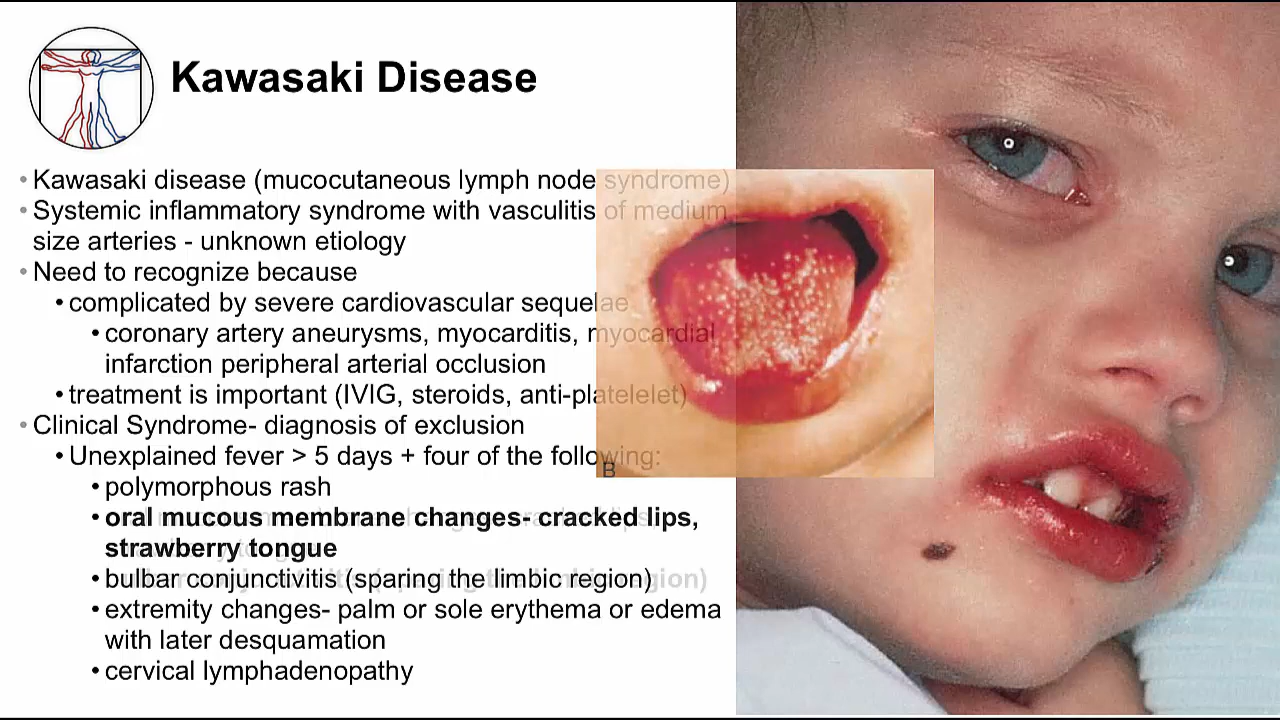 Kawasaki Disease
• Kawasaki disease (mucocutaneous lymph node syndrome)
• Systemic inflammatory syndrome with vasculitis of medium
size arteries - unknown etiology
• Need to recognize because
• complicated by severe cardiovascular sequelae
• coronary artery aneurysms, myocarditis, myocardial
infarction peripheral arterial occlusion
• treatment is important (IVIG, steroids, anti-platelelet)
• Clinical Syndrome- diagnosis of exclusion
• Unexplained fever > 5 days + four of the following:
B
• polymorphous rash
• oral mucous membrane changes- cracked lips,
strawberry tongue
• bulbar conjunctivitis (sparing the limbic region)
• extremity changes- palm or sole erythema or edema
with later desquamation
• cervical lymphadenopathy